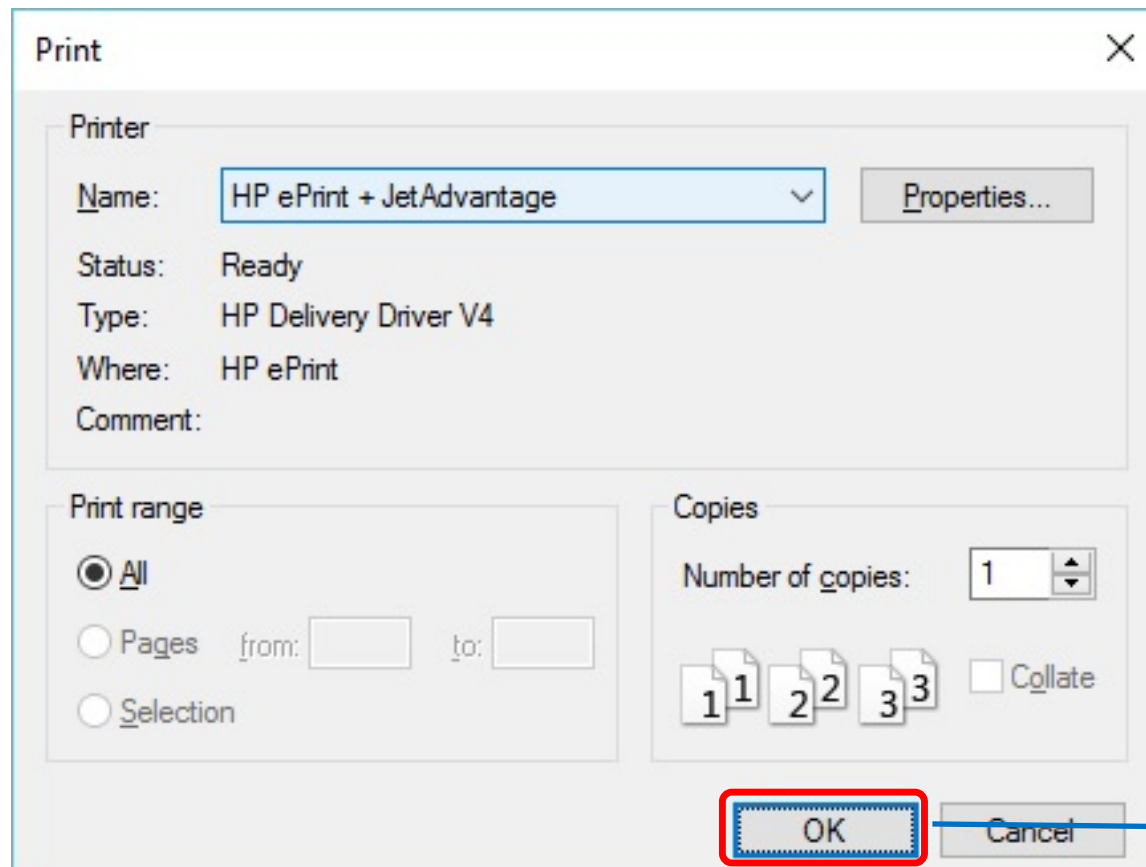 Print
Printer
Name: HP ePrint + JetAdvantage Properties...
Status: Ready
Type: HP Delivery Driver V4
Where: HP ePrint
Comment:
Print range
All
Pages from: to:
Selection
Copies
Number of copies: 1
1 1 2 2 3 3 Collate
OK Cancel